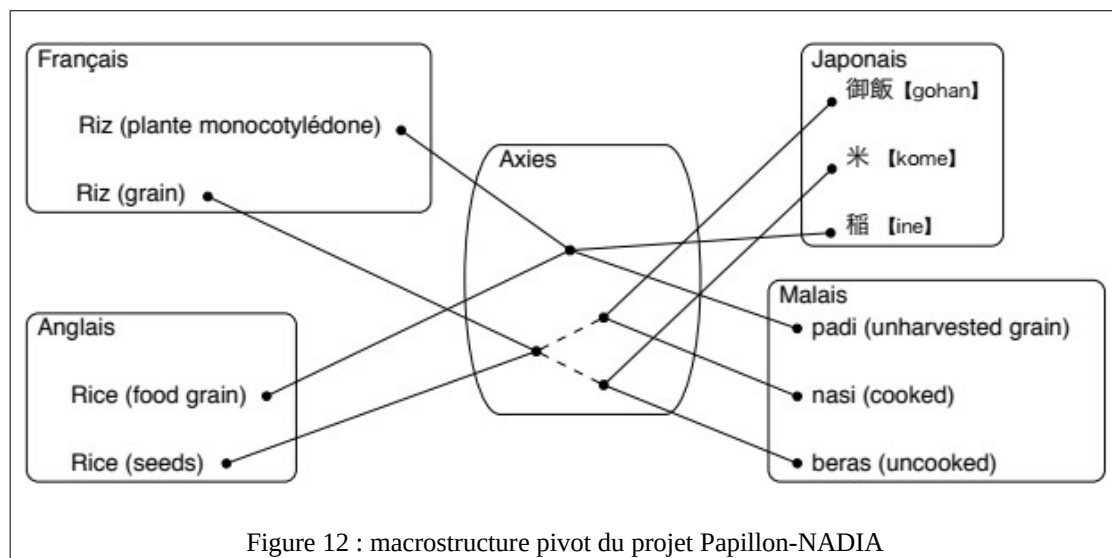 Français
Riz (plante monocotylédone)
Riz (grain)
Anglais
Rice (food grain)
Rice (seeds)
Axies
Japonais
御飯【gohan】
米 【kome】
稲 【ine】
Malais
padi (unharvested grain)
nasi (cooked)
beras (uncooked)
Figure 12 : macrostructure pivot du projet Papillon-NADIA